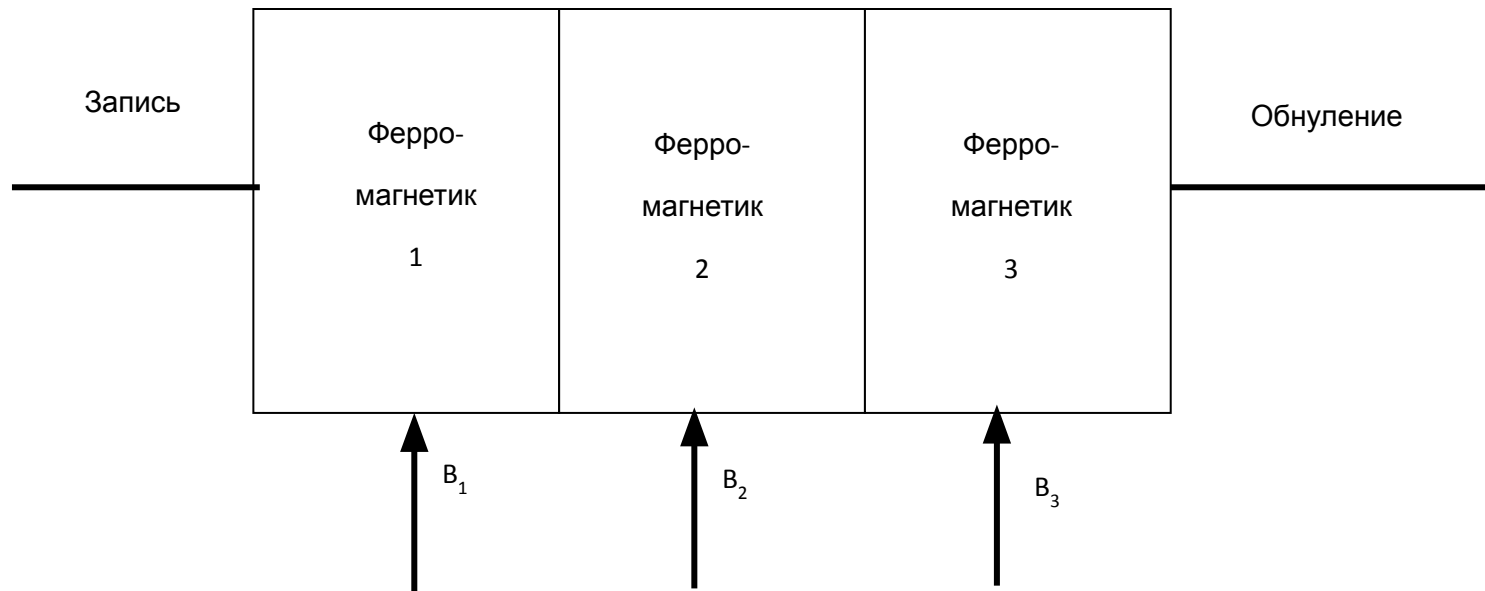 Запись
Ферро-
магнетик
1
Ферро-
магнетик
2
Ферро-
магнетик
3
Обнуление
B₁
B₂
B₃